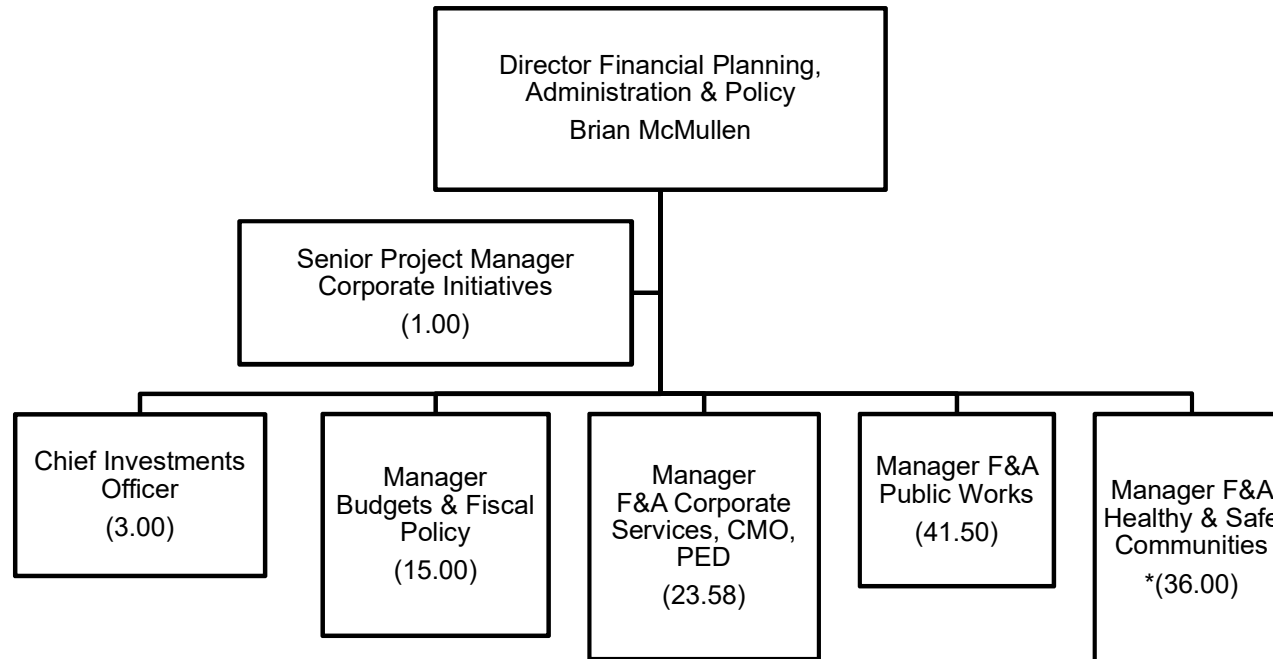 Director Financial Planning,
Administration & Policy
Brian McMullen
Senior Project Manager
Corporate Initiatives
(1.00)
Chief Investments
Officer
(3.00)
Manager
Budgets & Fiscal
Policy
(15.00)
Manager
F&A Corporate
Services, CMO,
PED
(23.58)
Manager F&A
Public Works
(41.50)
Manager F&A
Healthy & Safe
Communities
*(36.00)